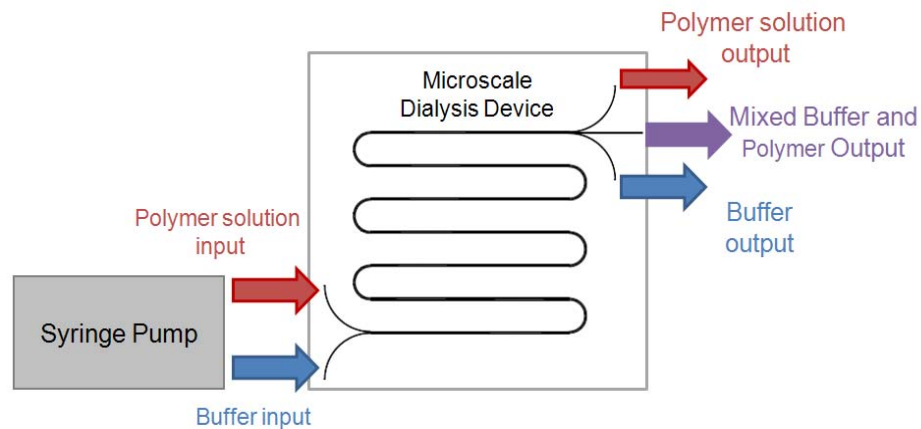 Polymer solution
output
Microscale
Dialysis Device
Mixed Buffer and
Polymer Output
Buffer
output
Polymer solution
input
Syringe Pump
Buffer input